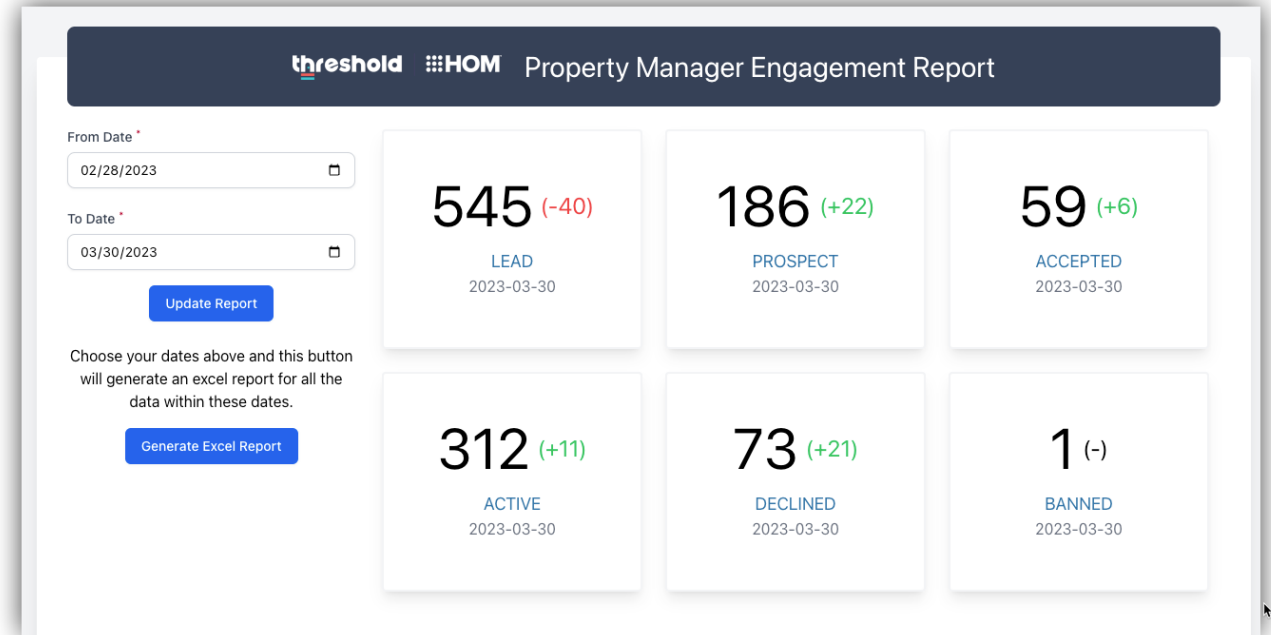 threshold HOM Property Manager Engagement Report
From Date *
02/28/2023
To Date *
03/30/2023
Update Report
Choose your dates above and this button
will generate an excel report for all the
data within these dates.
Generate Excel Report
545 (-40)
LEAD
2023-03-30
186 (+22)
PROSPECT
2023-03-30
59 (+6)
ACCEPTED
2023-03-30
312 (+11)
ACTIVE
2023-03-30
73 (+21)
DECLINED
2023-03-30
1 (-)
BANNED
2023-03-30